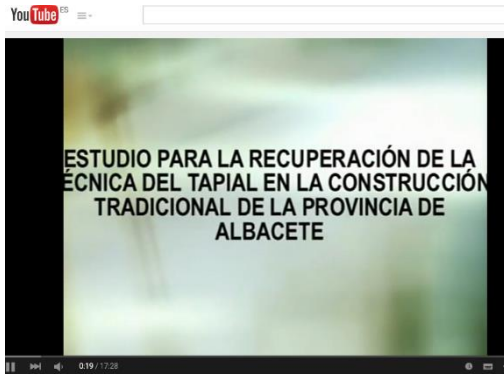 YouTube ES
ESTUDIO PARA LA RECUPERACIÓN DE LA
ÉCNICA DEL TAPIAL EN LA CONSTRUCCIÓN
TRADICIONAL DE LA PROVINCIA DE
ALBACETE
0:19 / 17:28